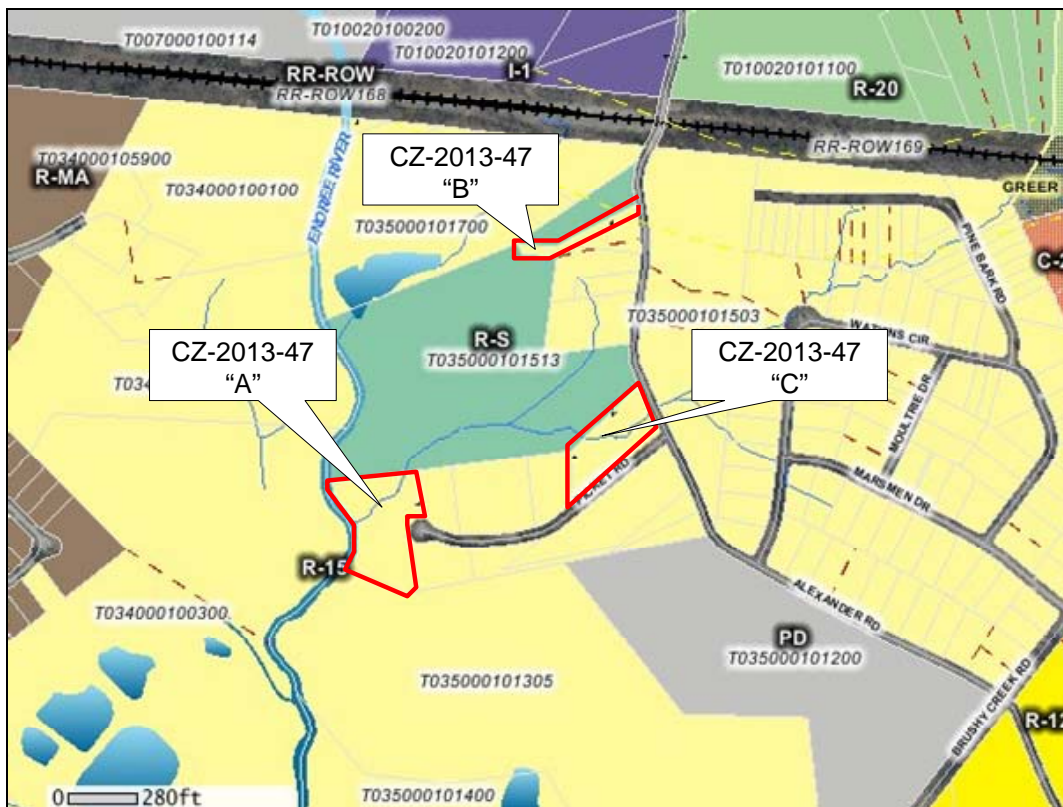 T010020100200
T007000100114
T010020101200
RR-ROW
I-1
T010020101100
RR-ROW168
R-20
RR-ROW169
CZ-2013-47
“B”
T034000105900
R-MA
T034000100100
ENOREE RIVER
GREER
T035000101700
PINE BARK RD
T035000101503
WATSONS CIR
R-S
T035000101513
CZ-2013-47
“A”
CZ-2013-47
“C”
MOULTRIE DR
MARSMEN DR
R-15
ALEXANDER RD
T034000100300
PD
T035000101200
T035000101305
BRUSHY CREEK RD
0 280ft
T035000101400